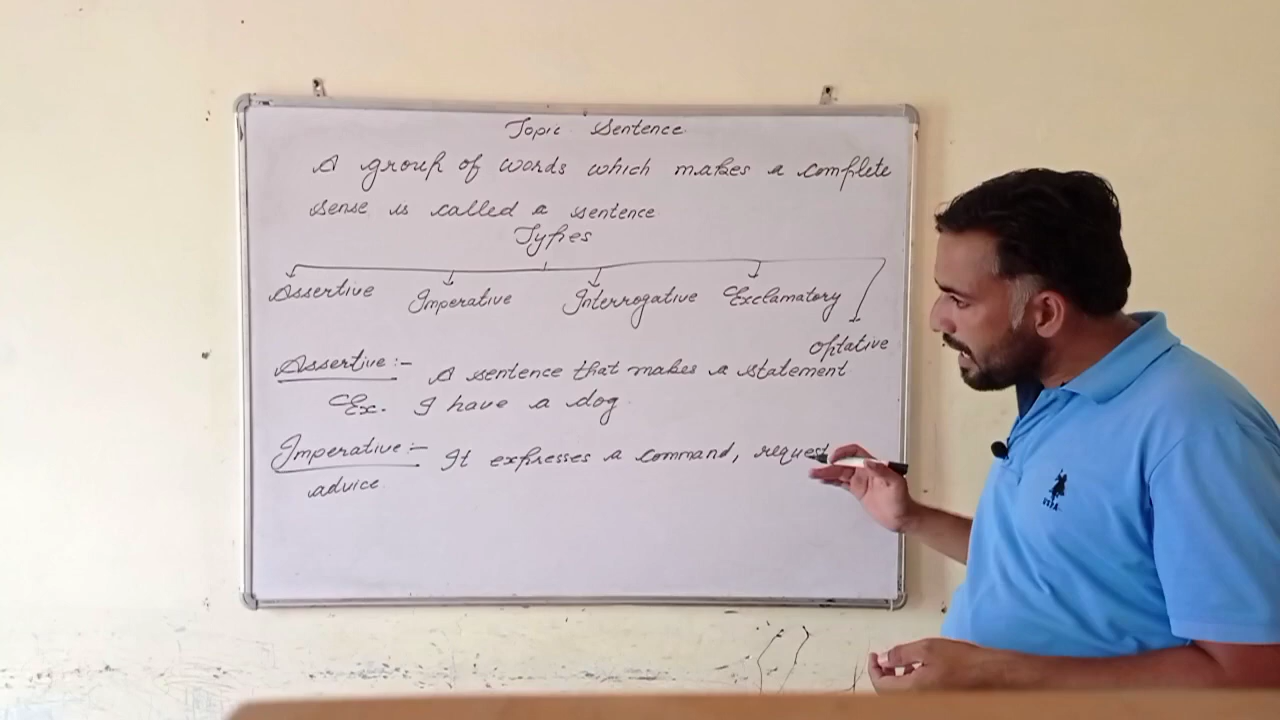 Topic Sentence
A group of words which makes a complete
sense is called a sentence
Types
Assertive Imperative Interrogative Exclamatory
Optative
Assertive :- A sentence that makes a statement
Ex. I have a dog.
Imperative :- It expresses a command, request
advice